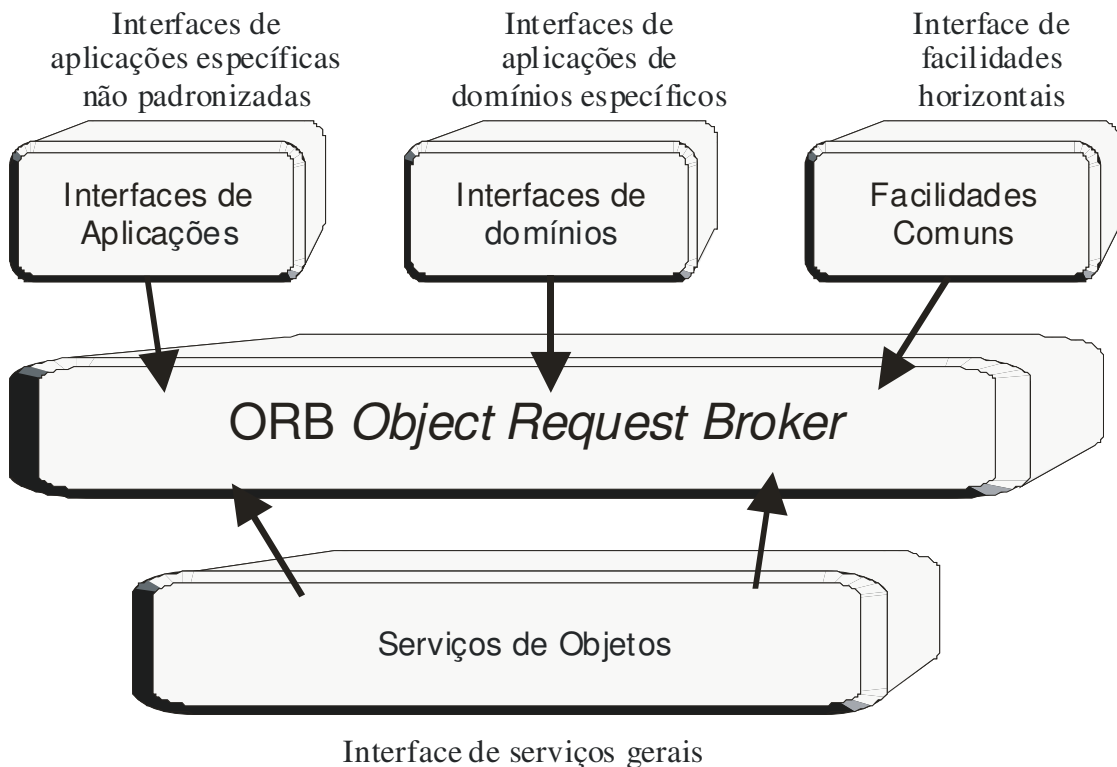 Interfaces de
aplicações específicas
não padronizadas
Interfaces de
aplicações de
domínios específicos
Interface de
facilidades
horizontais
Interfaces de
Aplicações
Interfaces de
domínios
Facilidades
Comuns
ORB Object Request Broker
Serviços de Objetos
Interface de serviços gerais